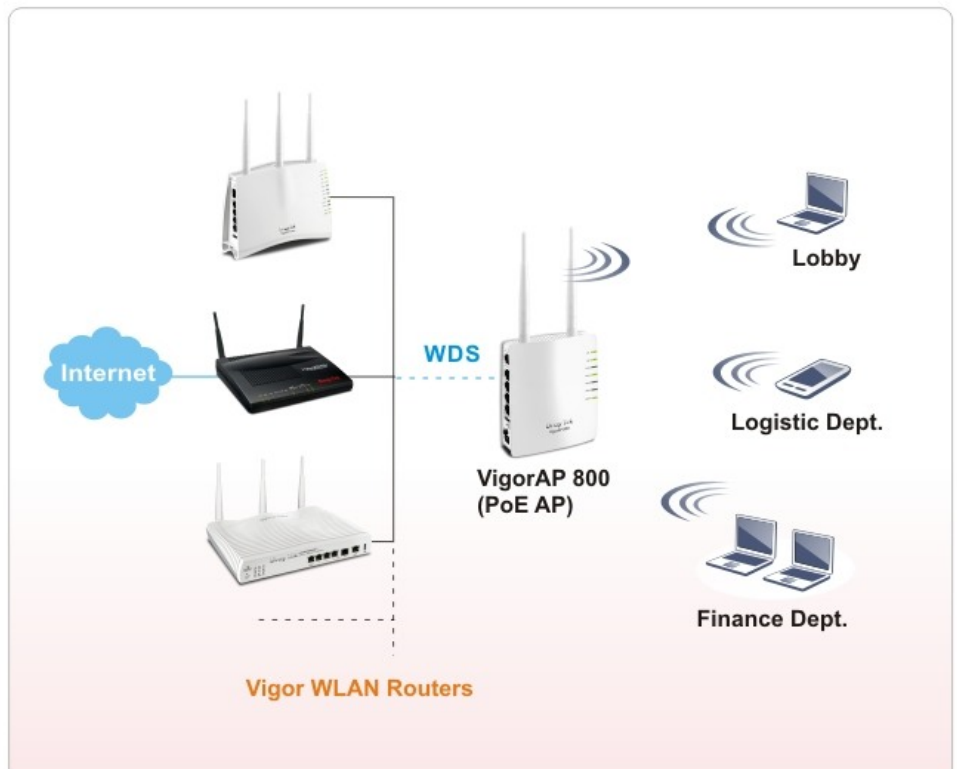 Internet
WDS
Lobby
Logistic Dept.
VigorAP 800
(PoE AP)
Finance Dept.
Vigor WLAN Routers